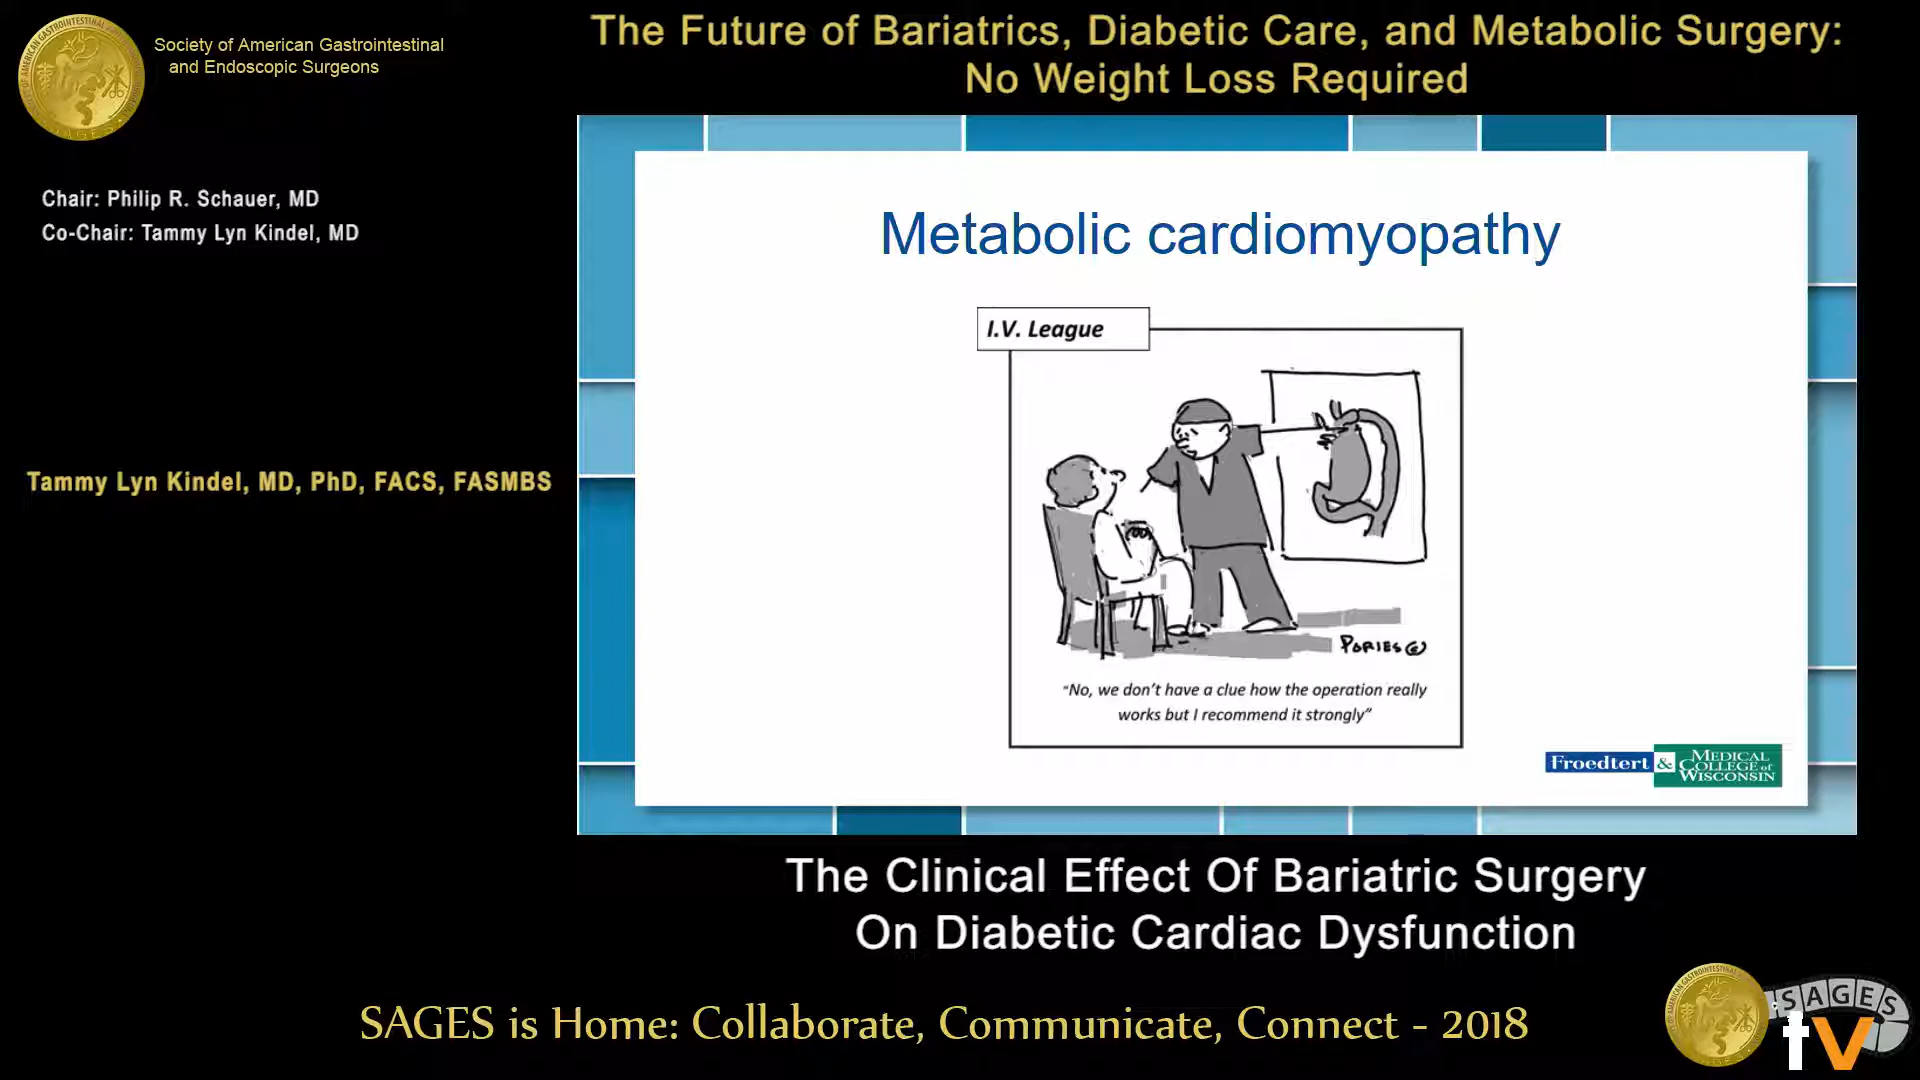 Society of American Gastrointestinal
and Endoscopic Surgeons
The Future of Bariatrics, Diabetic Care, and Metabolic Surgery:
No Weight Loss Required
Chair: Philip R. Schauer, MD
Co-Chair: Tammy Lyn Kindel, MD
Tammy Lyn Kindel, MD, PhD, FACS, FASMBS
Metabolic cardiomyopathy
I.V. League
PORIES ©
"No, we don't have a clue how the operation really
works but I recommend it strongly"
Froedtert & MEDICAL
COLLEGE of
WISCONSIN
The Clinical Effect Of Bariatric Surgery
On Diabetic Cardiac Dysfunction
SAGES is Home: Collaborate, Communicate, Connect - 2018
SAGES
tv